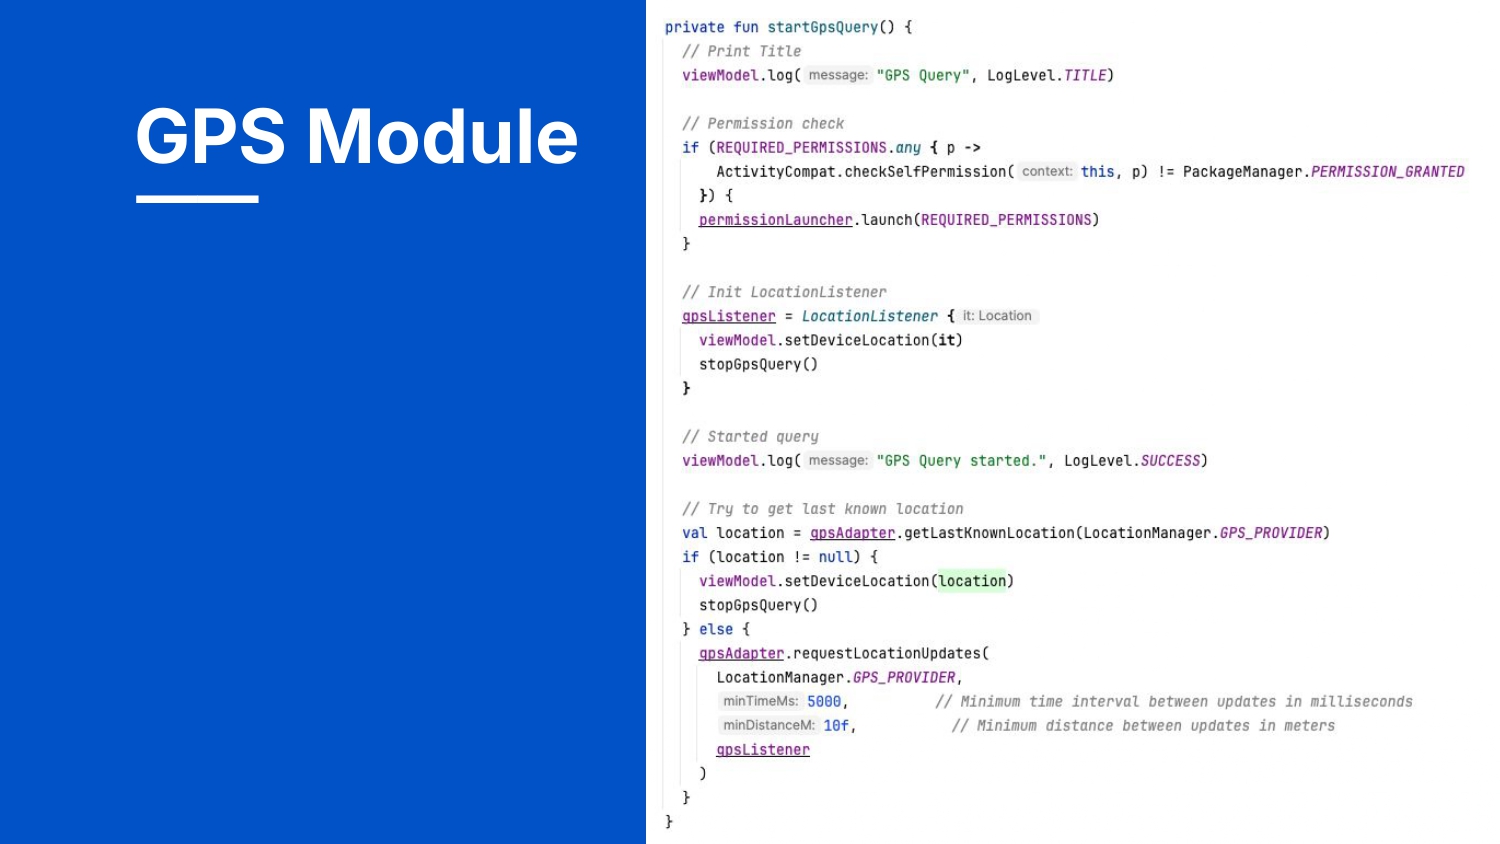 GPS Module
private fun startGpsQuery() {
// Print Title
viewModel.log( message: "GPS Query", LogLevel.TITLE)
// Permission check
if (REQUIRED_PERMISSIONS.any { p ->
ActivityCompat.checkSelfPermission( context: this, p) != PackageManager.PERMISSION_GRANTED
}) {
permissionLauncher.launch(REQUIRED_PERMISSIONS)
}
// Init LocationListener
gpsListener = LocationListener { it: Location
viewModel.setDeviceLocation(it)
stopGpsQuery()
}
// Started query
viewModel.log( message: "GPS Query started.", LogLevel.SUCCESS)
// Try to get last known location
val location = gpsAdapter.getLastKnownLocation(LocationManager.GPS_PROVIDER)
if (location != null) {
viewModel.setDeviceLocation(location)
stopGpsQuery()
} else {
gpsAdapter.requestLocationUpdates(
LocationManager.GPS_PROVIDER,
minTimeMs: 5000, // Minimum time interval between updates in milliseconds
minDistanceM: 10f, // Minimum distance between updates in meters
gpsListener
)
}
}